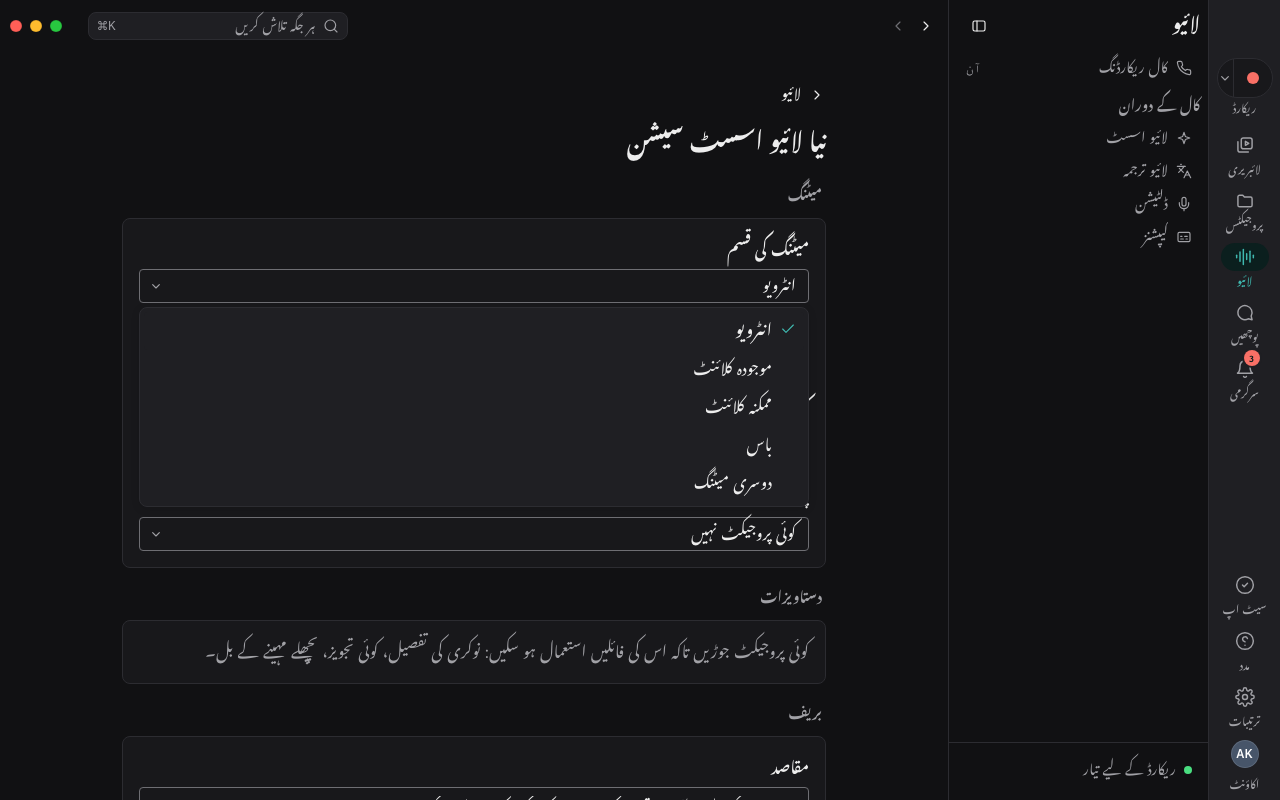 ہر جگہ تلاش کریں
⌘K
لائیو
کال ریکارڈنگ
آن
کال کے دوران
لائیو اسسٹ
لائیو ترجمہ
ڈکٹیشن
کیپشنز
ریکارڈ کے لیے تیار
ریکارڈ
لائبریری
پروجیکٹس
لائیو
پوچھیں
3
سرگرمی
سیٹ اپ
مدد
ترتیبات
AK
اکاؤنٹ
لائیو
نیا لائیو اسسٹ سیشن
میٹنگ
میٹنگ کی قسم
انٹرویو
انٹرویو
موجودہ کلائنٹ
ممکنہ کلائنٹ
باس
دوسری میٹنگ
کوئی پروجیکٹ نہیں
دستاویزات
کوئی پروجیکٹ جوڑیں تاکہ اس کی فائلیں استعمال ہو سکیں: نوکری کی تفصیل، کوئی تجویز، پچھلے مہینے کے بل۔
بریف
مقاصد